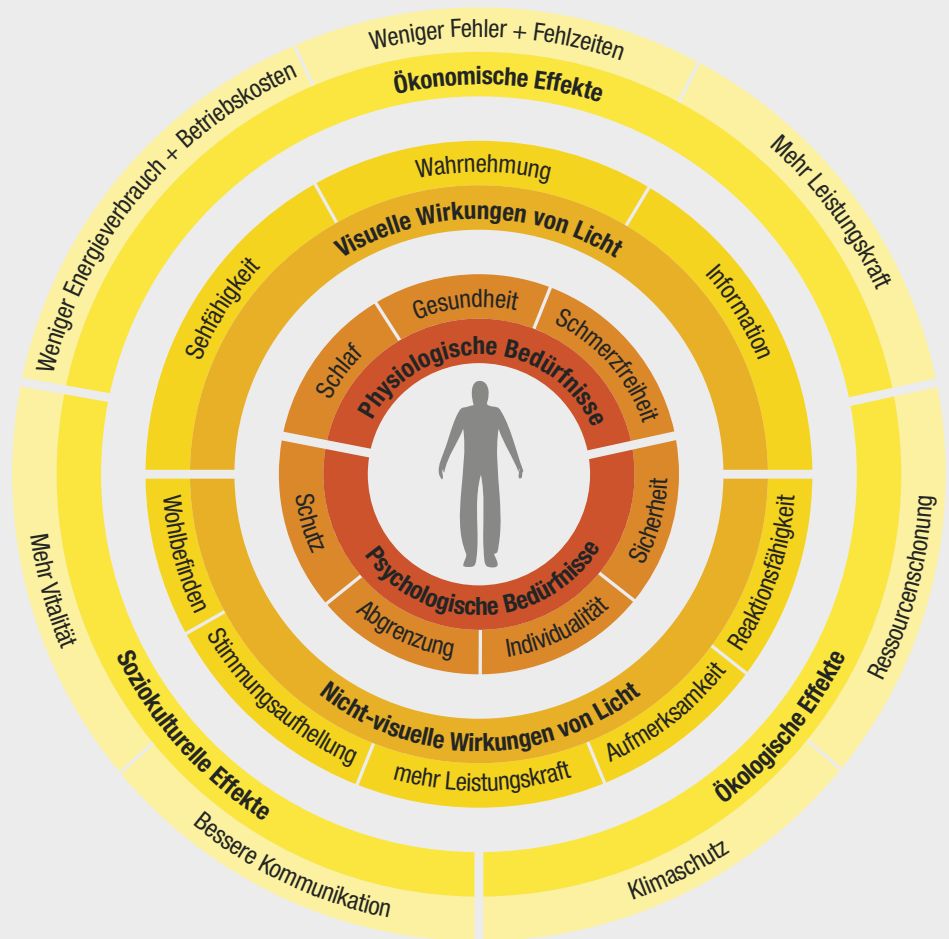 Weniger Fehler + Fehlzeiten
Weniger Energieverbrauch + Betriebskosten
Mehr Leistungskraft
Ökonomische Effekte
Wahrnehmung
Sehfähigkeit
Information
Visuelle Wirkungen von Licht
Gesundheit
Schlaf
Schmerzfreiheit
Physiologische Bedürfnisse
Psychologische Bedürfnisse
Schutz
Abgrenzung
Individualität
Sicherheit
Nicht-visuelle Wirkungen von Licht
Wohlbefinden
Stimmungsaufhellung
mehr Leistungskraft
Aufmerksamkeit
Reaktionsfähigkeit
Soziokulturelle Effekte
Mehr Vitalität
Bessere Kommunikation
Ökologische Effekte
Klimaschutz
Ressourcenschonung